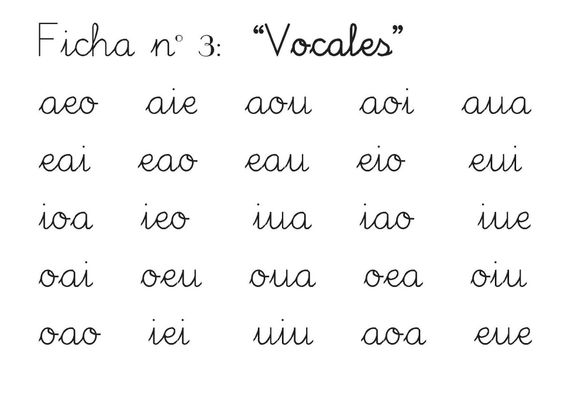 Ficha nº 3: “Vocales”
aeo aie aou aoi aua
eai eao eau eio eui
ioa ieo iua iao iue
oai oeu oua oea oiu
oao iei uiu aoa eue